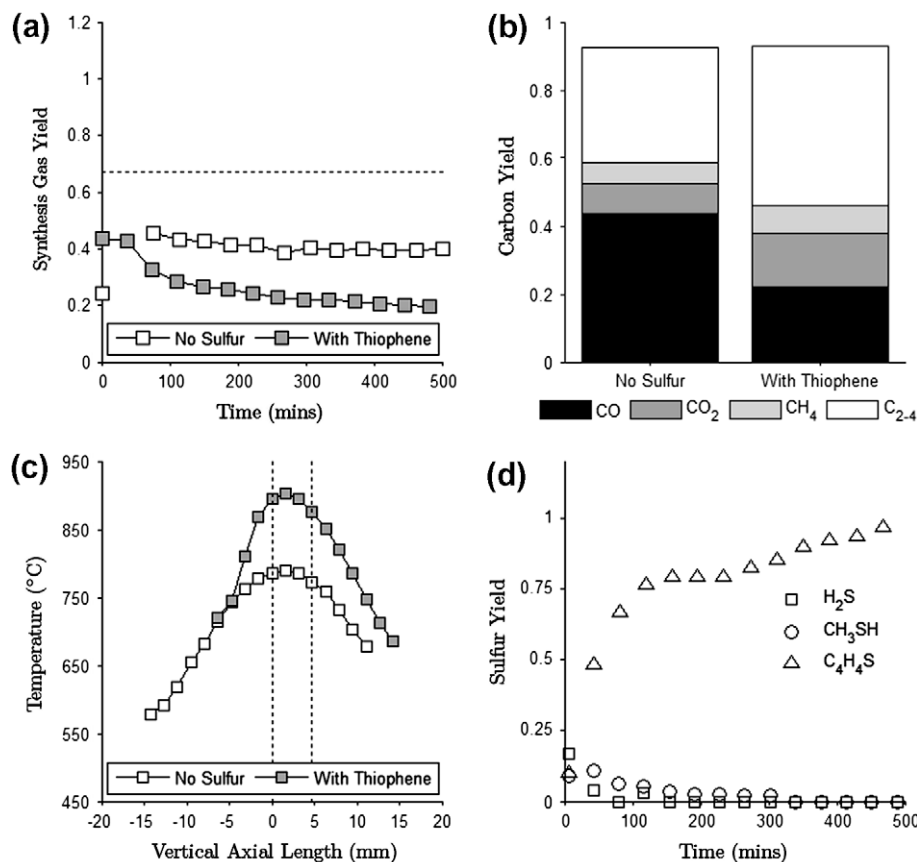 (a)
Synthesis Gas Yield
1.2
1
0.8
0.6
0.4
0.2
0
No Sulfur
With Thiophene
0
100
200
300
400
500
Time (mins)
(b)
Carbon Yield
1
0.8
0.6
0.4
0.2
0
No Sulfur
With Thiophene
CO
CO2
CH4
C2-4
(c)
Temperature (°C)
950
850
750
650
550
450
No Sulfur
With Thiophene
-20
-15
-10
-5
0
5
10
15
20
Vertical Axial Length (mm)
(d)
Sulfur Yield
1
0.75
0.5
0.25
0
H2S
CH3SH
C4H4S
0
100
200
300
400
500
Time (mins)